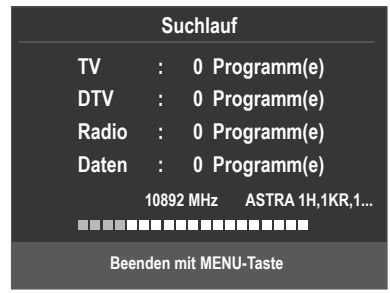 Suchlauf
TV : 0 Programm(e)
DTV : 0 Programm(e)
Radio : 0 Programm(e)
Daten : 0 Programm(e)
10892 MHz ASTRA 1H,1KR,1...
Beenden mit MENU-Taste